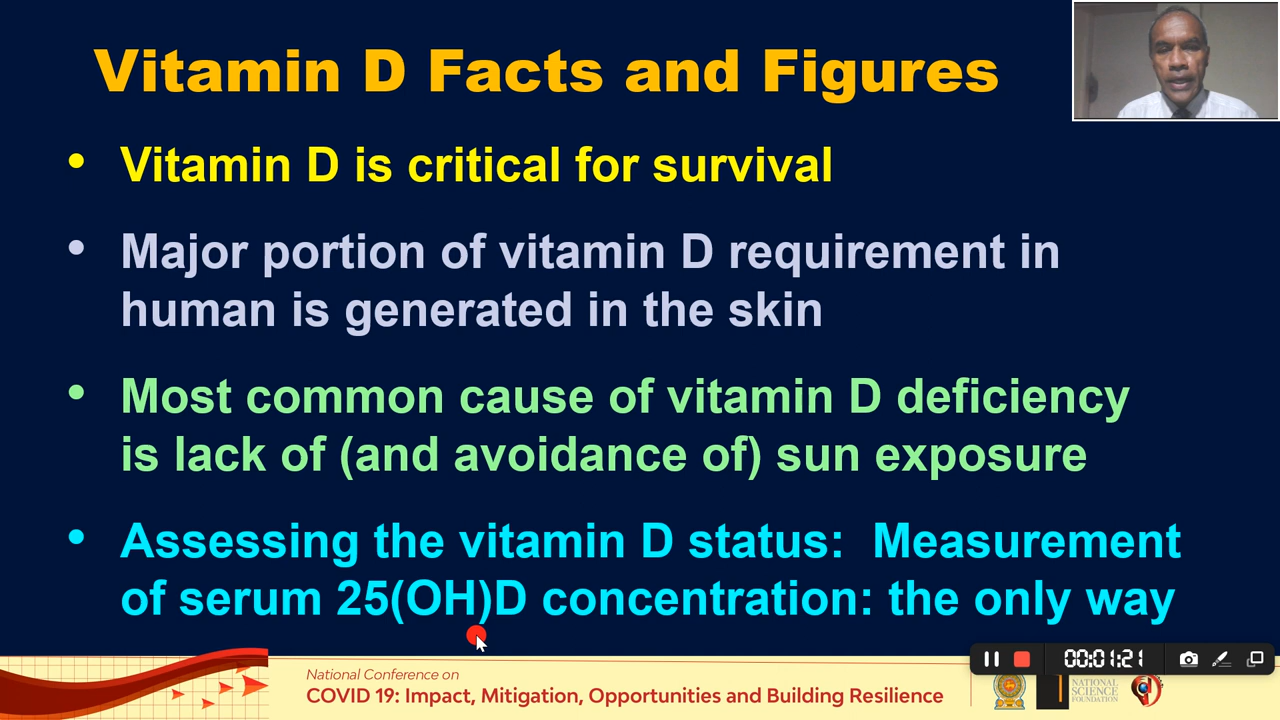 Vitamin D Facts and Figures
• Vitamin D is critical for survival
• Major portion of vitamin D requirement in
human is generated in the skin
• Most common cause of vitamin D deficiency
is lack of (and avoidance of) sun exposure
• Assessing the vitamin D status: Measurement
of serum 25(OH)D concentration: the only way
00:01:21
National Conference on
COVID 19: Impact, Mitigation, Opportunities and Building Resilience
NATIONAL
SCIENCE
FOUNDATION